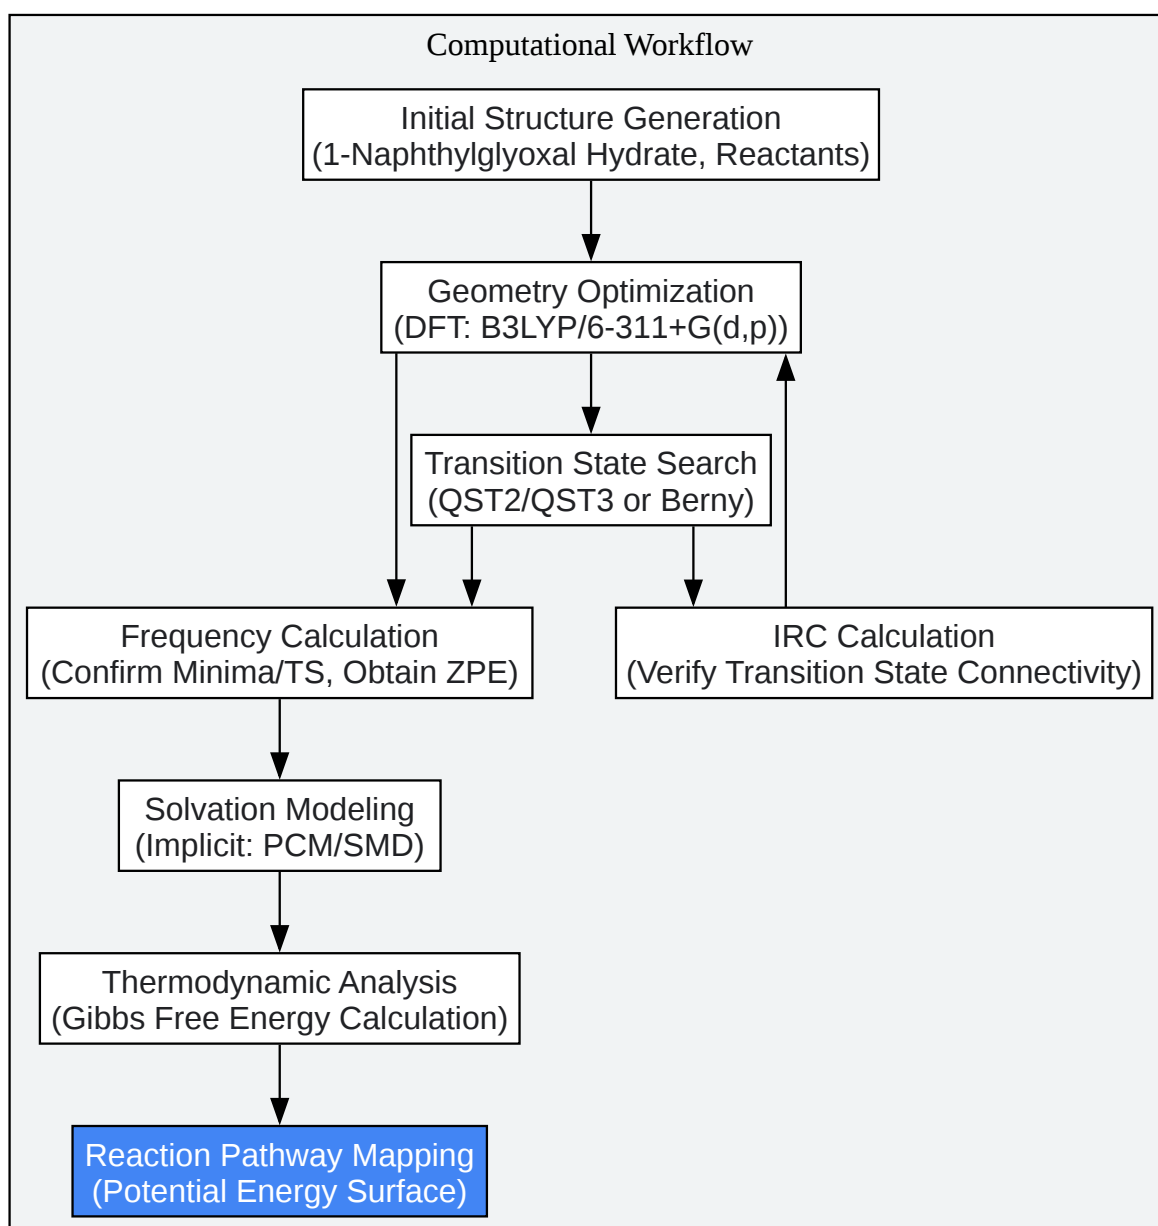 Computational Workflow
Initial Structure Generation
(1-Naphthylglyoxal Hydrate, Reactants)
Geometry Optimization
(DFT: B3LYP/6-311+G(d,p))
Transition State Search
(QST2/QST3 or Berny)
Frequency Calculation
(Confirm Minima/TS, Obtain ZPE)
IRC Calculation
(Verify Transition State Connectivity)
Solvation Modeling
(Implicit: PCM/SMD)
Thermodynamic Analysis
(Gibbs Free Energy Calculation)
Reaction Pathway Mapping
(Potential Energy Surface)